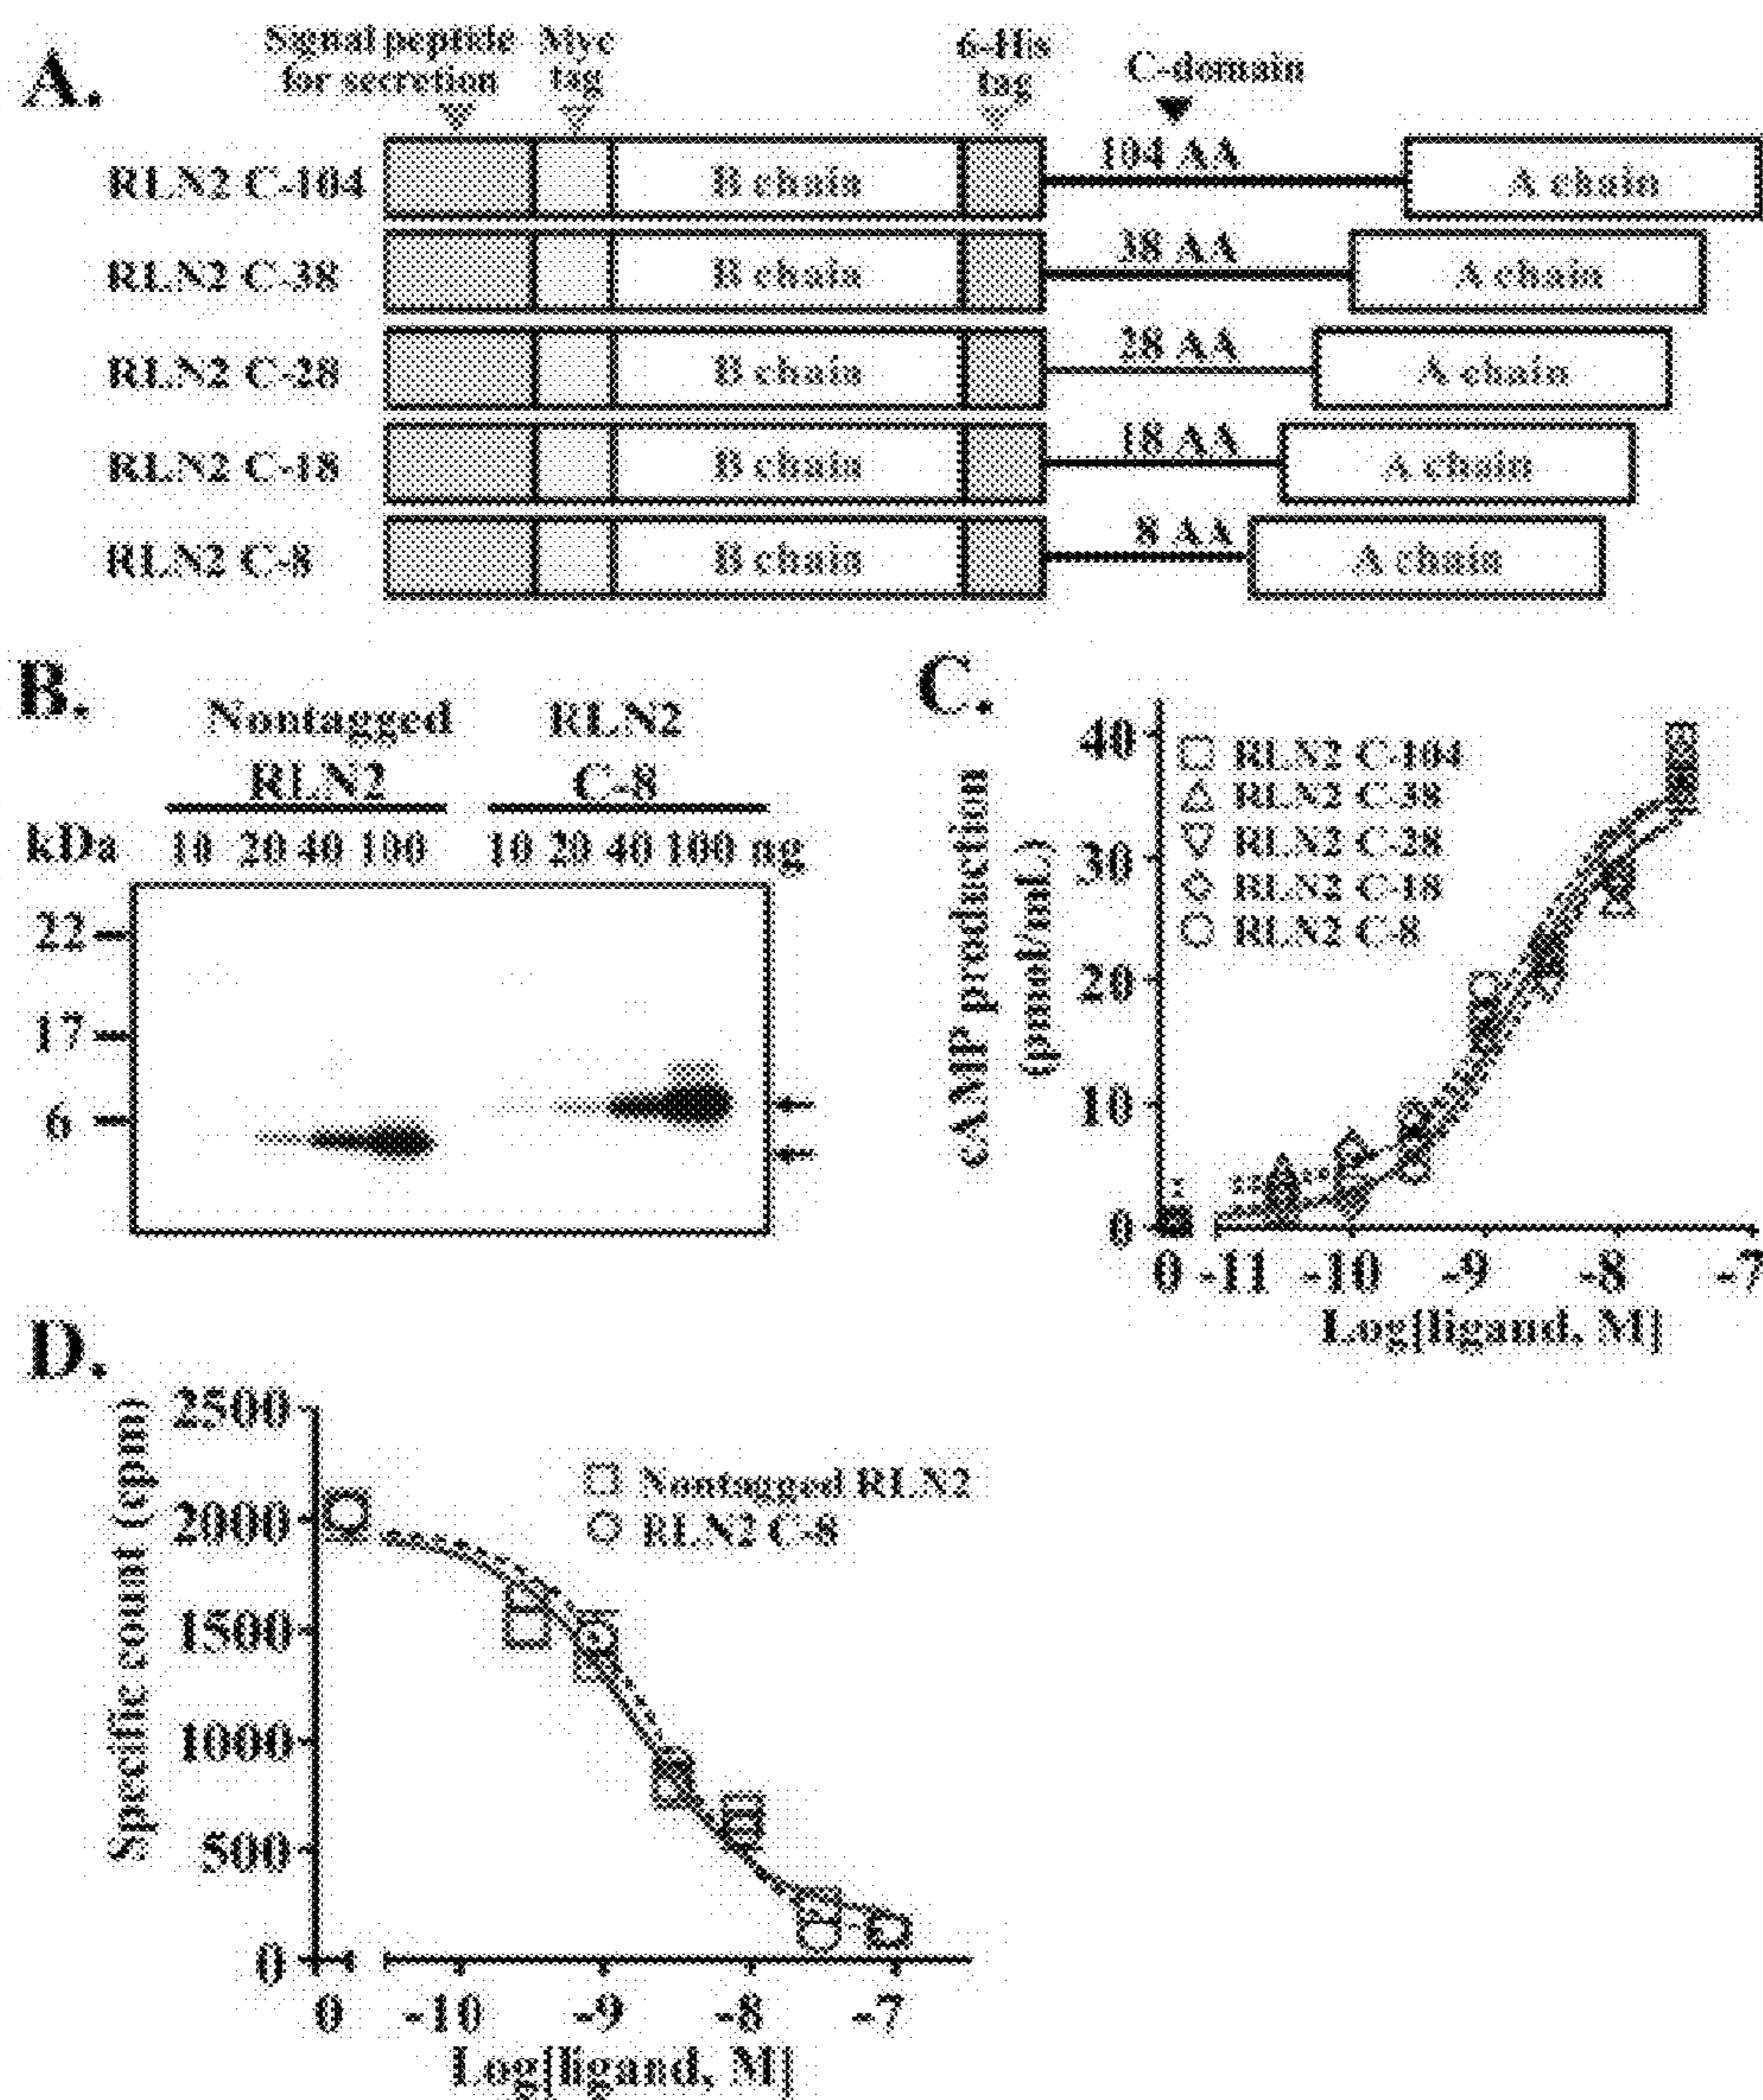 A.
Signal peptide for secretion
Myc tag
6-His tag
C-domain
RLN2 C-104
B chain
104 AA
A chain
RLN2 C-38
B chain
38 AA
A chain
RLN2 C-28
B chain
28 AA
A chain
RLN2 C-18
B chain
18 AA
A chain
RLN2 C-8
B chain
8 AA
A chain
B.
Nontagged RLN2
RLN2 C-8
kDa 10 20 40 100 10 20 40 100 ng
22
17
6
C.
cAMP production (pmol/mL)
40
30
20
10
0
RLN2 C-104
RLN2 C-38
RLN2 C-28
RLN2 C-18
RLN2 C-8
0 -11 -10 -9 -8 -7
Log[ligand, M]
D.
Specific count (cpm)
2500
2000
1500
1000
500
0
Nontagged RLN2
RLN2 C-8
0 -10 -9 -8 -7
Log[ligand, M]